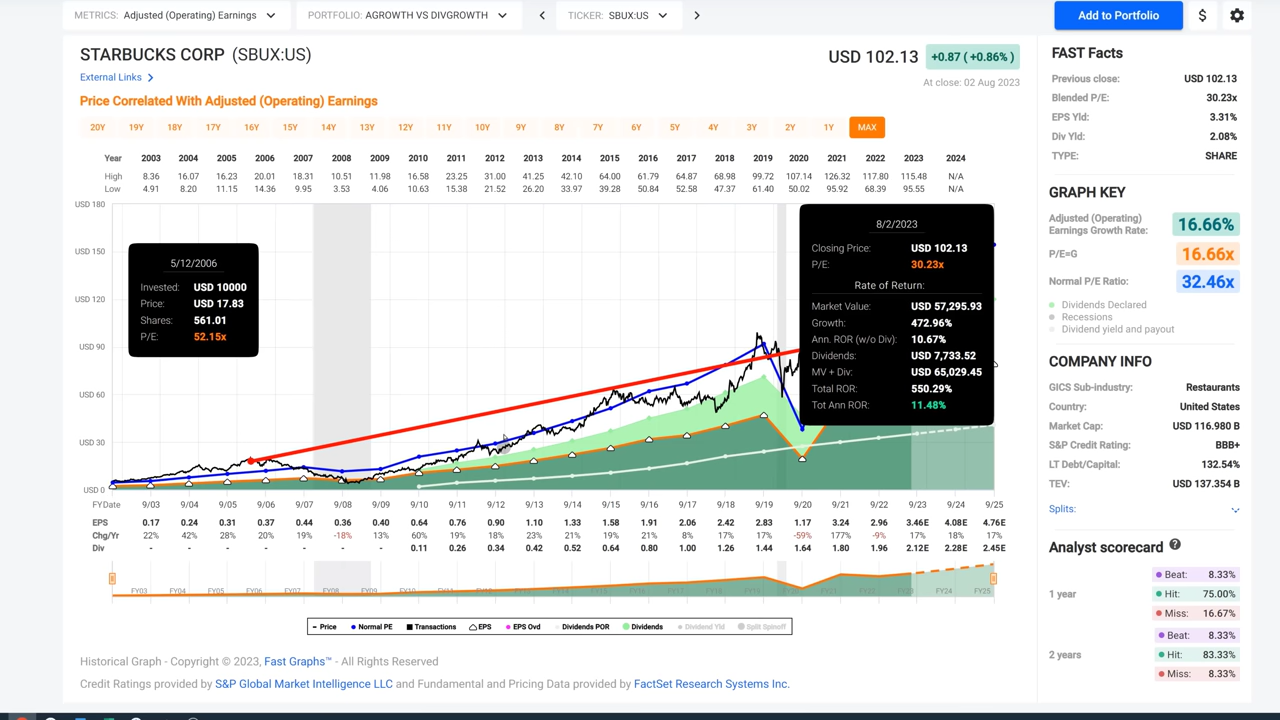 METRICS: Adjusted (Operating) Earnings PORTFOLIO: AGROWTH VS DIVGROWTH TICKER: SBUX:US Add to Portfolio $
STARBUCKS CORP (SBUX:US) USD 102.13 +0.87 ( +0.86% )
External Links At close: 02 Aug 2023
Price Correlated With Adjusted (Operating) Earnings
20Y 19Y 18Y 17Y 16Y 15Y 14Y 13Y 12Y 11Y 10Y 9Y 8Y 7Y 6Y 5Y 4Y 3Y 2Y 1Y MAX
Year 2003 2004 2005 2006 2007 2008 2009 2010 2011 2012 2013 2014 2015 2016 2017 2018 2019 2020 2021 2022 2023 2024
High 8.36 16.07 16.23 20.01 18.31 10.51 11.98 16.58 23.25 31.00 41.25 42.10 64.00 61.79 64.87 68.98 99.72 107.14 126.32 117.80 115.48 N/A
Low 4.91 8.20 11.15 14.36 9.95 3.53 4.06 10.63 15.38 21.52 26.20 33.97 39.28 50.84 52.58 47.37 61.40 50.02 95.92 68.39 95.55 N/A
USD 180
USD 150
USD 120
USD 90
USD 60
USD 30
USD 0
5/12/2006
Invested: USD 10000
Price: USD 17.83
Shares: 561.01
P/E: 52.15x
8/2/2023
Closing Price: USD 102.13
P/E: 30.23x
Rate of Return:
Market Value: USD 57,295.93
Growth: 472.96%
Ann. ROR (w/o Div): 10.67%
Dividends: USD 7,733.52
MV + Div: USD 65,029.45
Total ROR: 550.29%
Tot Ann ROR: 11.48%
FYDate 9/03 9/04 9/05 9/06 9/07 9/08 9/09 9/10 9/11 9/12 9/13 9/14 9/15 9/16 9/17 9/18 9/19 9/20 9/21 9/22 9/23 9/24 9/25
EPS 0.17 0.24 0.31 0.37 0.44 0.36 0.40 0.64 0.76 0.90 1.10 1.33 1.58 1.91 2.06 2.42 2.83 1.17 3.24 2.96 3.46E 4.08E 4.76E
Chg/Yr 22% 42% 28% 20% 19% -18% 13% 60% 19% 18% 23% 21% 19% 21% 8% 17% 17% -59% 177% -9% 17% 18% 17%
Div - - - - - - - 0.11 0.26 0.34 0.42 0.52 0.64 0.80 1.00 1.26 1.44 1.64 1.80 1.96 2.12E 2.28E 2.45E
FY03 FY04 FY05 FY06 FY07 FY08 FY09 FY10 FY11 FY12 FY13 FY14 FY15 FY16 FY17 FY18 FY19 FY20 FY21 FY22 FY23 FY24 FY25
Price Normal PE Transactions EPS EPS Ovd Dividends POR Dividends Dividend Yld Split Spinoff
Historical Graph - Copyright © 2023, Fast Graphs™ - All Rights Reserved
Credit Ratings provided by S&P Global Market Intelligence LLC and Fundamental and Pricing Data provided by FactSet Research Systems Inc.
FAST Facts
Previous close: USD 102.13
Blended P/E: 30.23x
EPS Yld: 3.31%
Div Yld: 2.08%
TYPE: SHARE
GRAPH KEY
Adjusted (Operating)
Earnings Growth Rate: 16.66%
P/E=G 16.66x
Normal P/E Ratio: 32.46x
Dividends Declared
Recessions
Dividend yield and payout
COMPANY INFO
GICS Sub-industry: Restaurants
Country: United States
Market Cap: USD 116.980 B
S&P Credit Rating: BBB+
LT Debt/Capital: 132.54%
TEV: USD 137.354 B
Splits:
Analyst scorecard ?
Beat: 8.33%
1 year Hit: 75.00%
Miss: 16.67%
Beat: 8.33%
2 years Hit: 83.33%
Miss: 8.33%